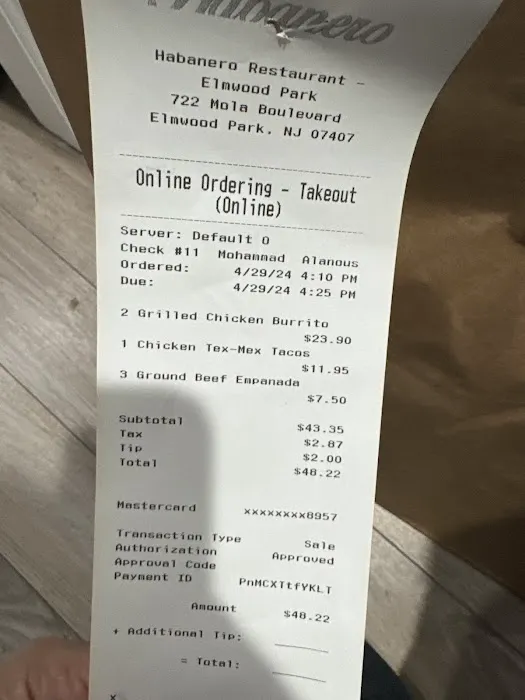 Habanero
Habanero Restaurant -
Elmwood Park
722 Mola Boulevard
Elmwood Park, NJ 07407
Online Ordering - Takeout
(Online)
Server: Default 0
Check #11 Mohammad Alanous
Ordered: 4/29/24 4:10 PM
Due: 4/29/24 4:25 PM
2 Grilled Chicken Burrito
$23.90
1 Chicken Tex-Mex Tacos
$11.95
3 Ground Beef Empanada
$7.50
Subtotal $43.35
Tax $2.87
Tip $2.00
Total $48.22
Mastercard xxxxxxxx8957
Transaction Type Sale
Authorization Approved
Approval Code
Payment ID PnMCXTtfYKLT
Amount $48.22
+ Additional Tip:
= Total:
x